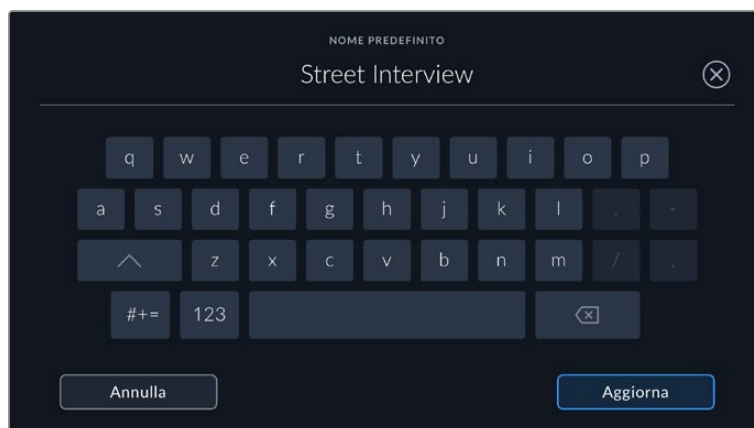 NOME PREDEFINITO
Street Interview
q w e r t y u i o p
a s d f g h j k l . -
z x c v b n m / ,
#+= 123
Annulla Aggiorna